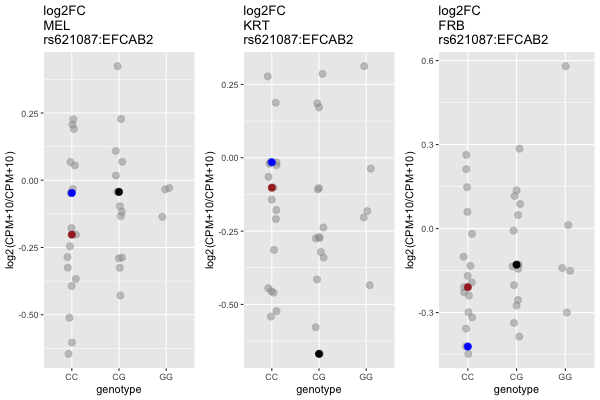 log2FC
MEL
rs621087:EFCAB2
log2(CPM+10/CPM+10)
0.25
0.00
-0.25
-0.50
CC
CG
GG
genotype
log2FC
KRT
rs621087:EFCAB2
log2(CPM+10/CPM+10)
0.25
0.00
-0.25
-0.50
CC
CG
GG
genotype
log2FC
FRB
rs621087:EFCAB2
log2(CPM+10/CPM+10)
0.6
0.3
0.0
-0.3
CC
CG
GG
genotype